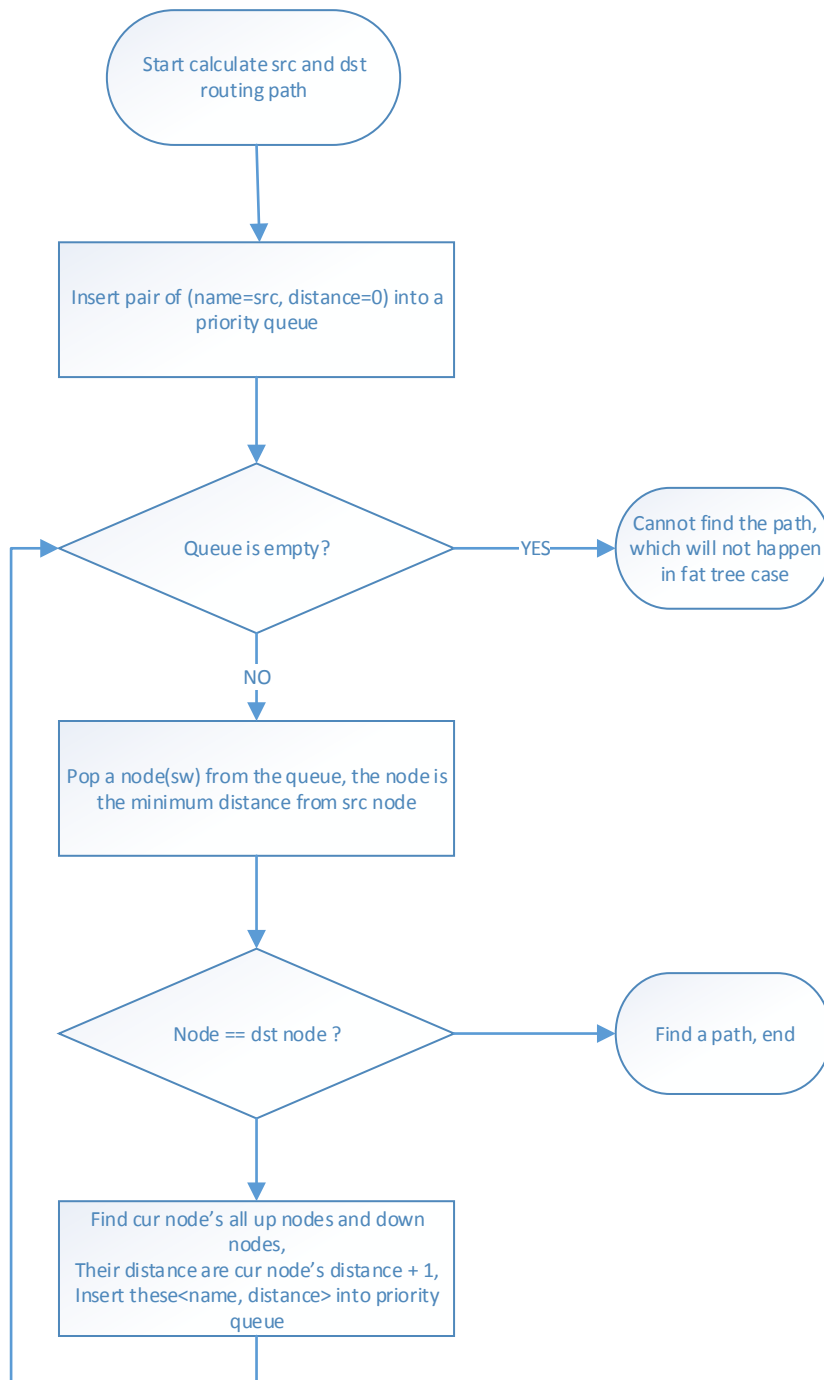 Start calculate src and dst
routing path
Insert pair of (name=src, distance=0) into a
priority queue
Queue is empty?
YES
Cannot find the path,
which will not happen
in fat tree case
NO
Pop a node(sw) from the queue, the node is
the minimum distance from src node
Node == dst node ?
Find a path, end
Find cur node’s all up nodes and down
nodes,
Their distance are cur node’s distance + 1,
Insert these<name, distance> into priority
queue